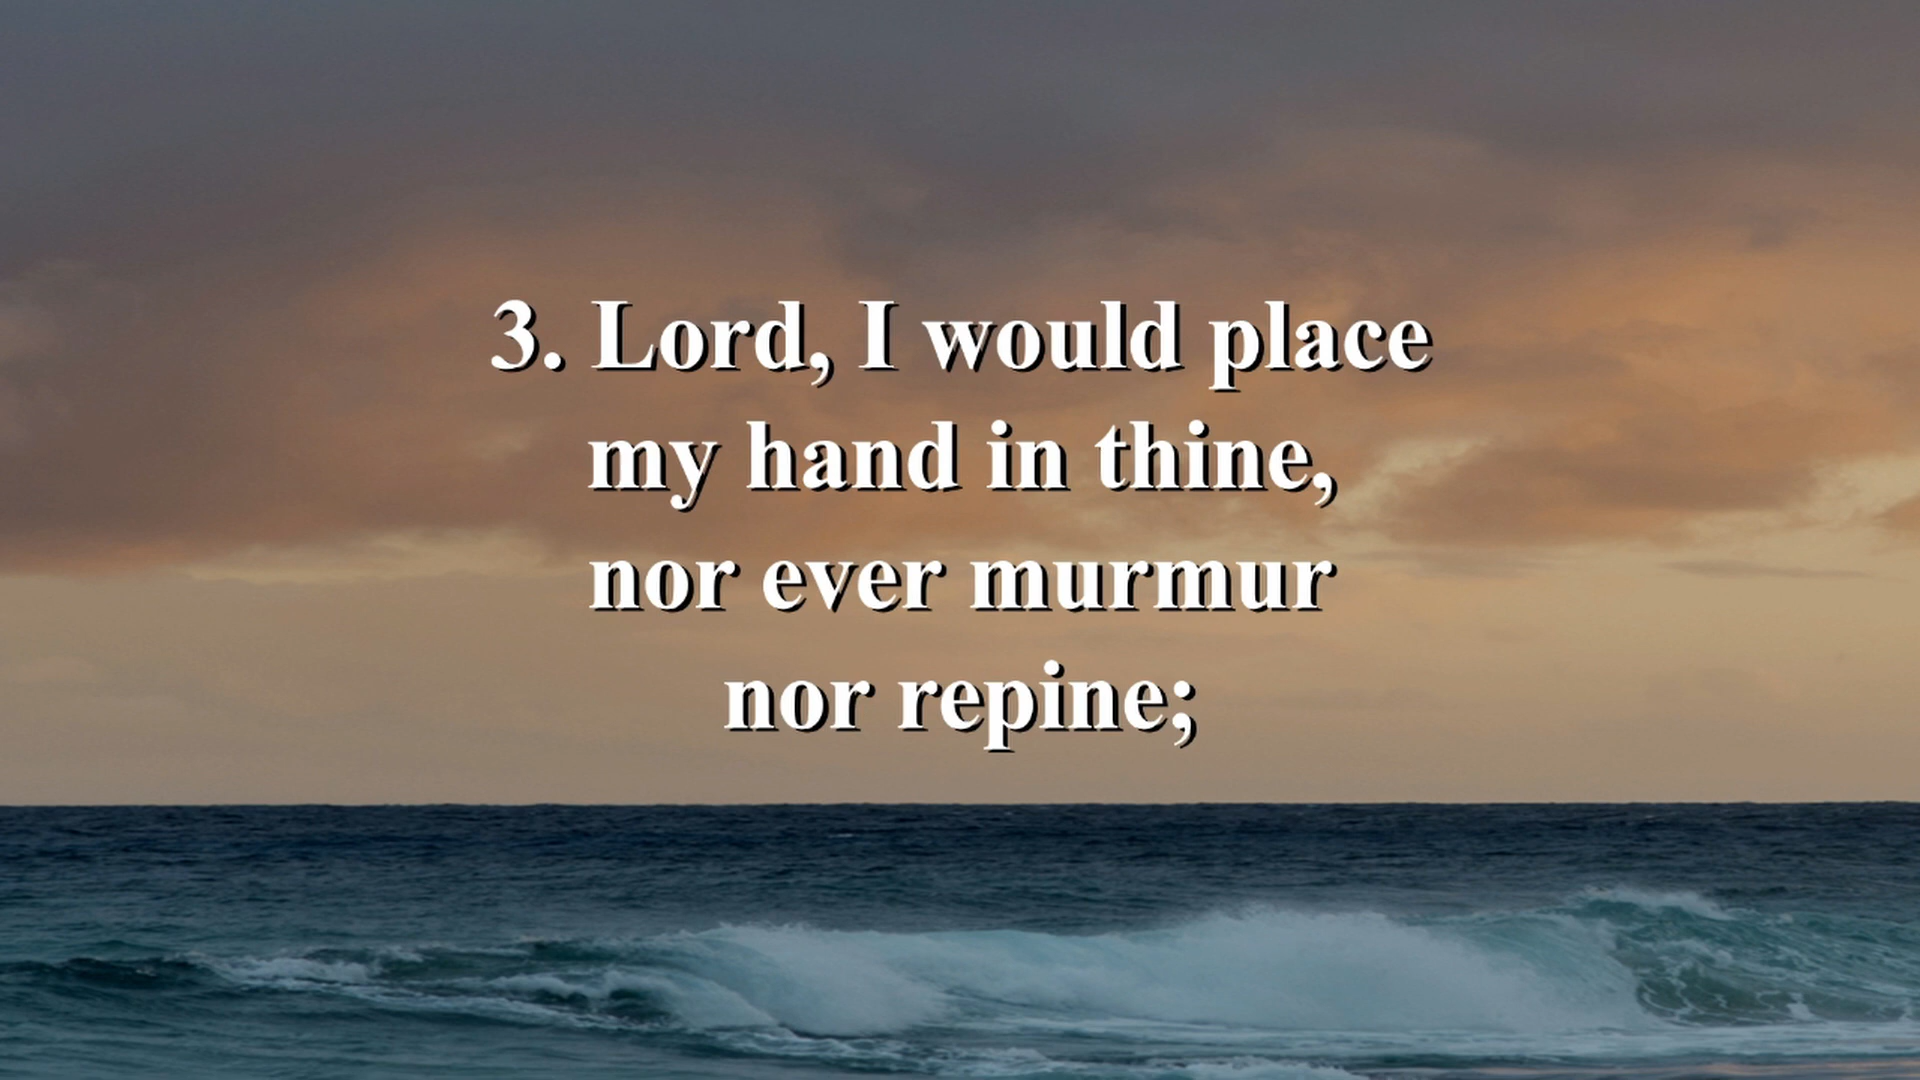 3. Lord, I would place
my hand in thine,
nor ever murmur
nor repine;